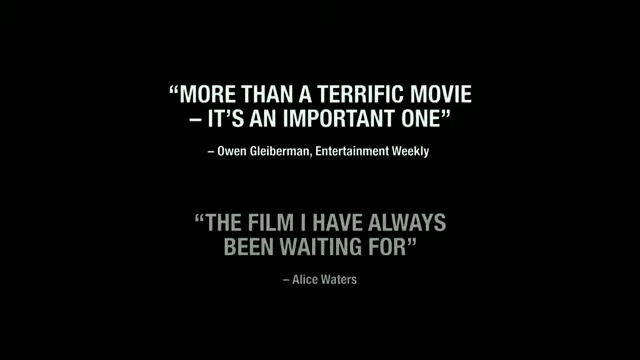 “MORE THAN A TERRIFIC MOVIE
– IT’S AN IMPORTANT ONE”
– Owen Gleiberman, Entertainment Weekly
“THE FILM I HAVE ALWAYS
BEEN WAITING FOR”
– Alice Waters